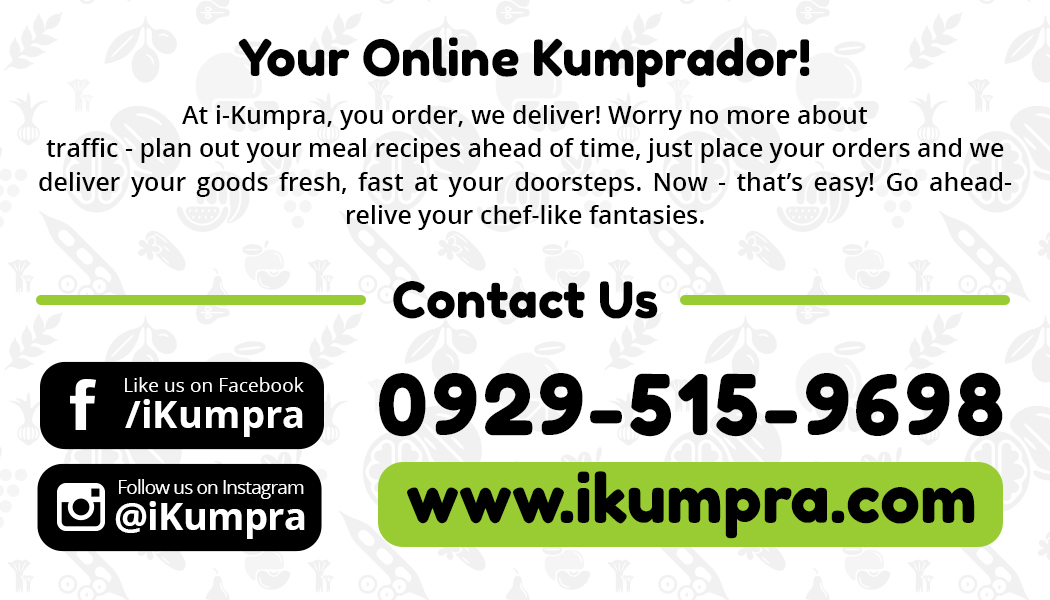 Your Online Kumprador!
At i-Kumpra, you order, we deliver! Worry no more about
traffic - plan out your meal recipes ahead of time, just place your orders and we
deliver your goods fresh, fast at your doorsteps. Now - that’s easy! Go ahead-
relive your chef-like fantasies.
Contact Us
Like us on Facebook
/iKumpra
Follow us on Instagram
@iKumpra
0929-515-9698
www.ikumpra.com